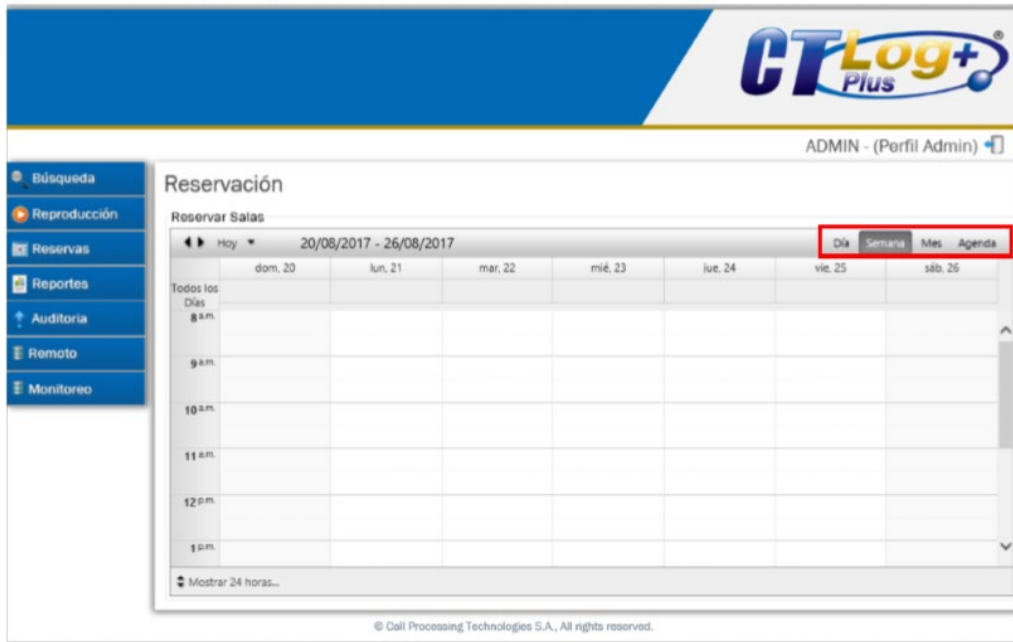 CTLog+ Plus ®
ADMIN - (Perfil Admin)
Búsqueda
Reproducción
Reservas
Reportes
Auditoria
Remoto
Monitoreo
Reservación
Reservar Salas
Hoy 20/08/2017 - 26/08/2017 Día Semana Mes Agenda
dom. 20 lun. 21 mar. 22 mié. 23 jue. 24 vie. 25 sáb. 26
Todos los
Días
8 a.m.
9 a.m.
10 a.m.
11 a.m.
12 p.m.
1 p.m.
Mostrar 24 horas...
© Call Processing Technologies S.A., All rights reserved.